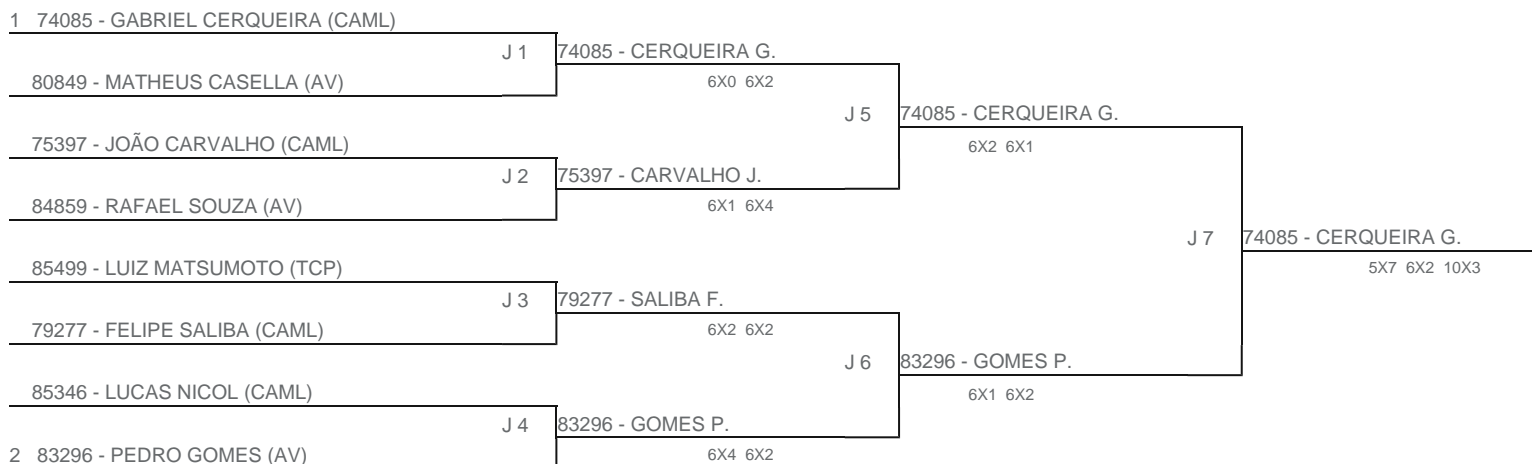 1 74085 - GABRIEL CERQUEIRA (CAML)
J 1
74085 - CERQUEIRA G.
80849 - MATHEUS CASELLA (AV)
6X0 6X2
J 5
74085 - CERQUEIRA G.
75397 - JOÃO CARVALHO (CAML)
6X2 6X1
J 2
75397 - CARVALHO J.
84859 - RAFAEL SOUZA (AV)
6X1 6X4
J 7
74085 - CERQUEIRA G.
85499 - LUIZ MATSUMOTO (TCP)
5X7 6X2 10X3
J 3
79277 - SALIBA F.
79277 - FELIPE SALIBA (CAML)
6X2 6X2
J 6
83296 - GOMES P.
85346 - LUCAS NICOL (CAML)
6X1 6X2
J 4
83296 - GOMES P.
2 83296 - PEDRO GOMES (AV)
6X4 6X2